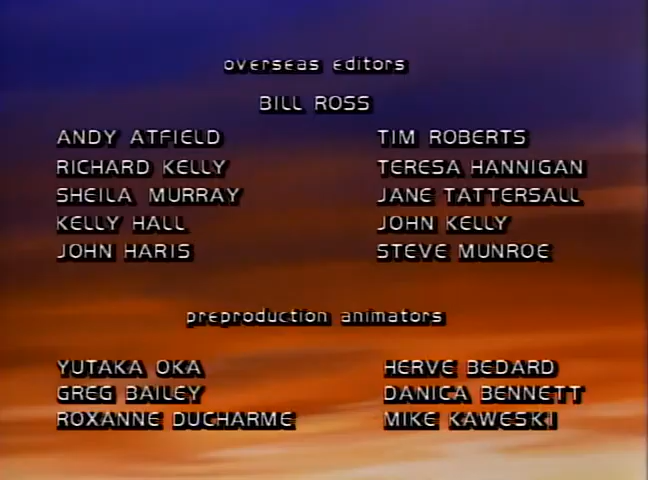 overseas editors
BILL ROSS
ANDY ATFIELD TIM ROBERTS
RICHARD KELLY TERESA HANNIGAN
SHEILA MURRAY JANE TATTERSALL
KELLY HALL JOHN KELLY
JOHN HARIS STEVE MUNROE
preproduction animators
YUTAKA OKA HERVE BEDARD
GREG BAILEY DANICA BENNETT
ROXANNE DUCHARME MIKE KAWESKI